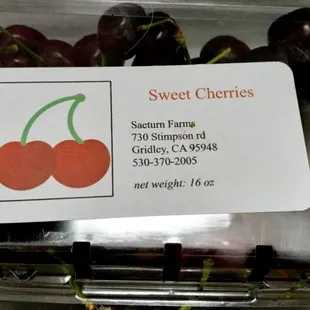 Sweet Cherries
Saeturn Farms
730 Stimpson rd
Gridley, CA 95948
530-370-2005
net weight: 16 oz